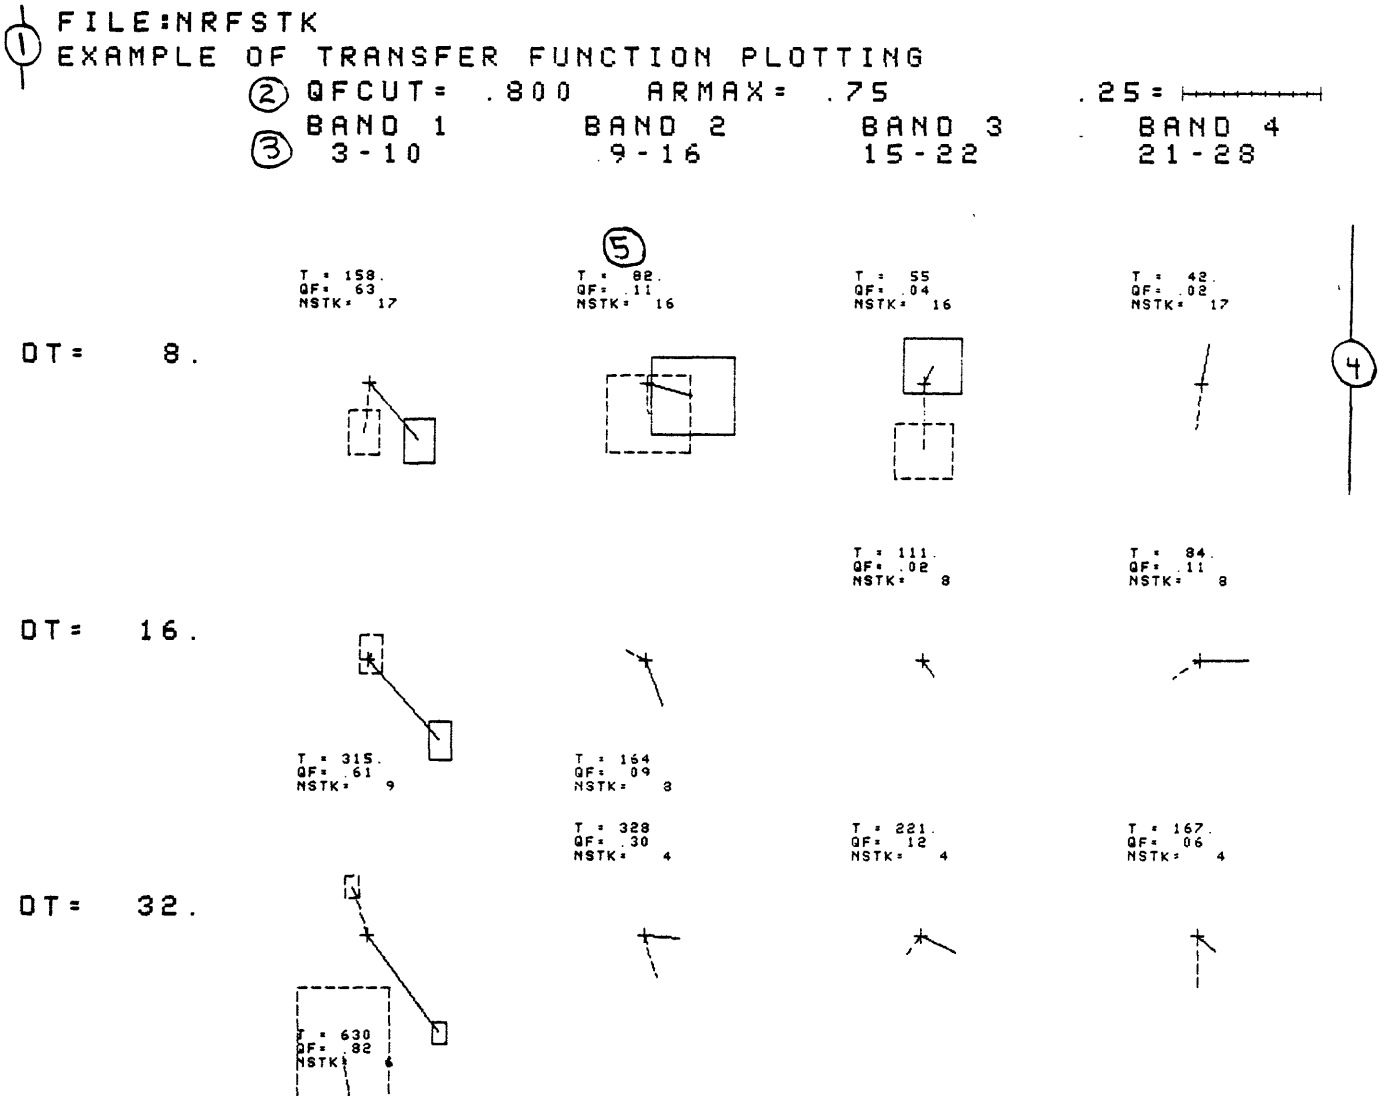 1 FILE:NRFSTK
EXAMPLE OF TRANSFER FUNCTION PLOTTING
2 QFCUT= .800 ARMAX= .75 .25=
BAND 1 BAND 2 BAND 3 BAND 4
3 3-10 9-16 15-22 21-28
5
T = 158. T = 82. T = 55 T = 42.
QF= .63 QF= .11 QF= .04 QF= .02
NSTK= 17 NSTK= 16 NSTK= 16 NSTK= 17
DT= 8. 4
T = 111. T = 84.
QF= .02 QF= .11
NSTK= 8 NSTK= 8
DT= 16.
T = 315. T = 164
QF= .61 QF= .09
NSTK= 9 NSTK= 8
T = 328 T = 221. T = 167.
QF= .30 QF= .12 QF= .06
NSTK= 4 NSTK= 4 NSTK= 4
DT= 32.
T = 630
QF= .82
NSTK=